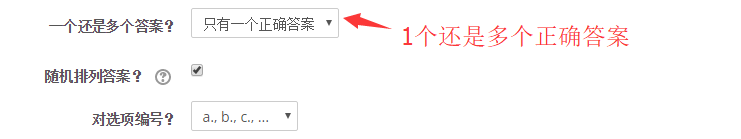 一个还是多个答案？ 只有一个正确答案
1个还是多个正确答案
随机排列答案？
对选项编号？ a., b., c., ...